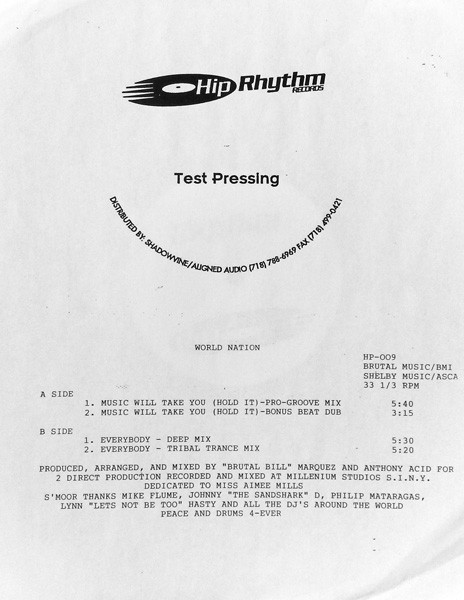 Hip Rhythm
RECORDS
Test Pressing
DISTRIBUTED BY: SHADOWVINE/ALIGNED AUDIO (718) 788-6969 FAX (718) 499-0421
WORLD NATION
HP-009
BRUTAL MUSIC/BMI
SHELBY MUSIC/ASCA
33 1/3 RPM
A SIDE
1. MUSIC WILL TAKE YOU (HOLD IT)-PRO-GROOVE MIX 5:40
2. MUSIC WILL TAKE YOU (HOLD IT)-BONUS BEAT DUB 3:15
B SIDE
1. EVERYBODY - DEEP MIX 5:30
2. EVERYBODY - TRIBAL TRANCE MIX 5:20
PRODUCED, ARRANGED, AND MIXED BY "BRUTAL BILL" MARQUEZ AND ANTHONY ACID FOR
2 DIRECT PRODUCTION RECORDED AND MIXED AT MILLENIUM STUDIOS S.I.N.Y.
DEDICATED TO MISS AIMEE MILLS
S'MOOR THANKS MIKE FLUME, JOHNNY "THE SANDSHARK" D, PHILIP MATARAGAS,
LYNN "LETS NOT BE TOO" HASTY AND ALL THE DJ'S AROUND THE WORLD
PEACE AND DRUMS 4-EVER